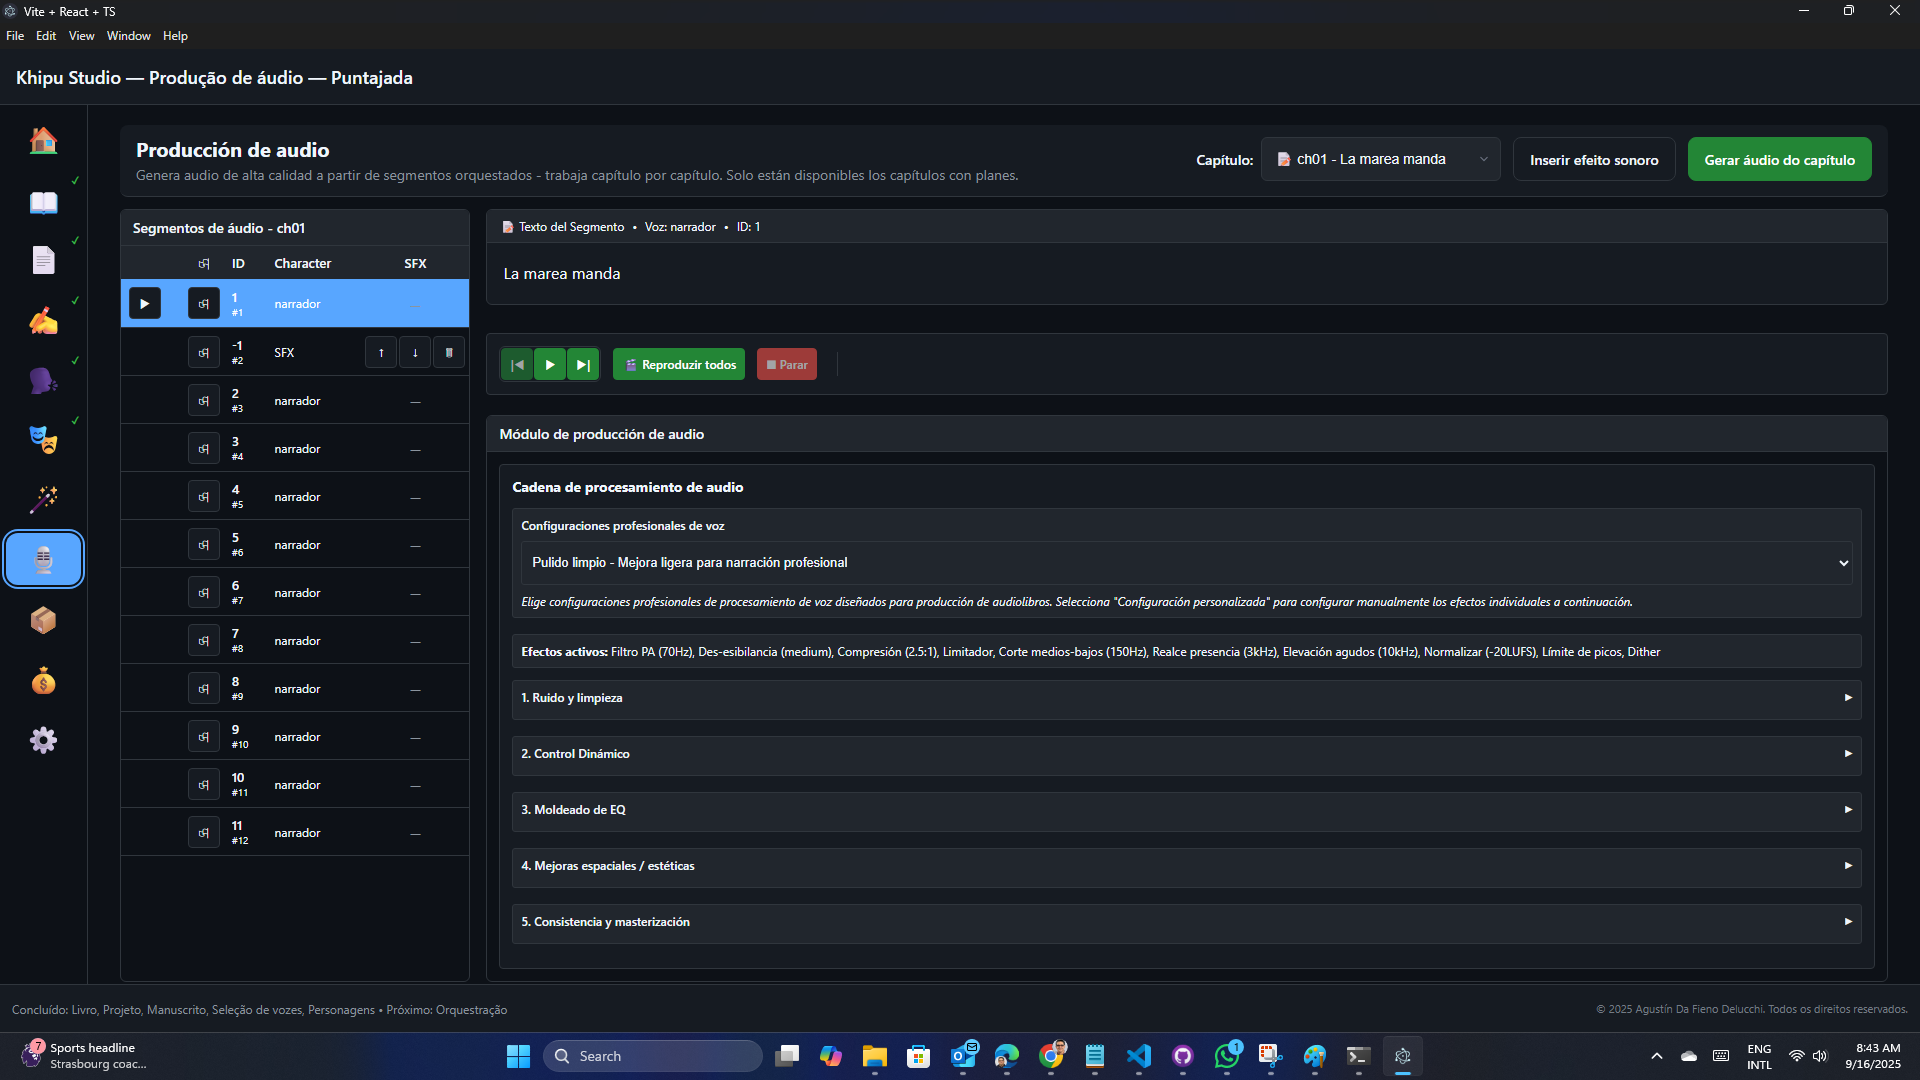 Vite + React + TS
File Edit View Window Help
Khipu Studio — Produção de áudio — Puntajada
Producción de audio
Genera audio de alta calidad a partir de segmentos orquestados - trabaja capítulo por capítulo. Solo están disponibles los capítulos con planes.
Capítulo:
ch01 - La marea manda
Inserir efeito sonoro
Gerar áudio do capítulo
Segmentos de áudio - ch01
ID Character SFX
1
#1
narrador —
-1
#2
SFX ↑ ↓
2
#3
narrador —
3
#4
narrador —
4
#5
narrador —
5
#6
narrador —
6
#7
narrador —
7
#8
narrador —
8
#9
narrador —
9
#10
narrador —
10
#11
narrador —
11
#12
narrador —
Texto del Segmento • Voz: narrador • ID: 1
La marea manda
Reproduzir todos
Parar
Módulo de producción de audio
Cadena de procesamiento de audio
Configuraciones profesionales de voz
Pulido limpio - Mejora ligera para narración profesional
Elige configuraciones profesionales de procesamiento de voz diseñados para producción de audiolibros. Selecciona "Configuración personalizada" para configurar manualmente los efectos individuales a continuación.
Efectos activos: Filtro PA (70Hz), Des-esibilancia (medium), Compresión (2.5:1), Limitador, Corte medios-bajos (150Hz), Realce presencia (3kHz), Elevación agudos (10kHz), Normalizar (-20LUFS), Límite de picos, Dither
1. Ruido y limpieza
2. Control Dinámico
3. Moldeado de EQ
4. Mejoras espaciales / estéticas
5. Consistencia y masterización
Concluído: Livro, Projeto, Manuscrito, Seleção de vozes, Personagens • Próximo: Orquestração
© 2025 Agustín Da Fieno Delucchi. Todos os direitos reservados.
7
Sports headline
Strasbourg coac...
Search
1
ENG
INTL
8:43 AM
9/16/2025